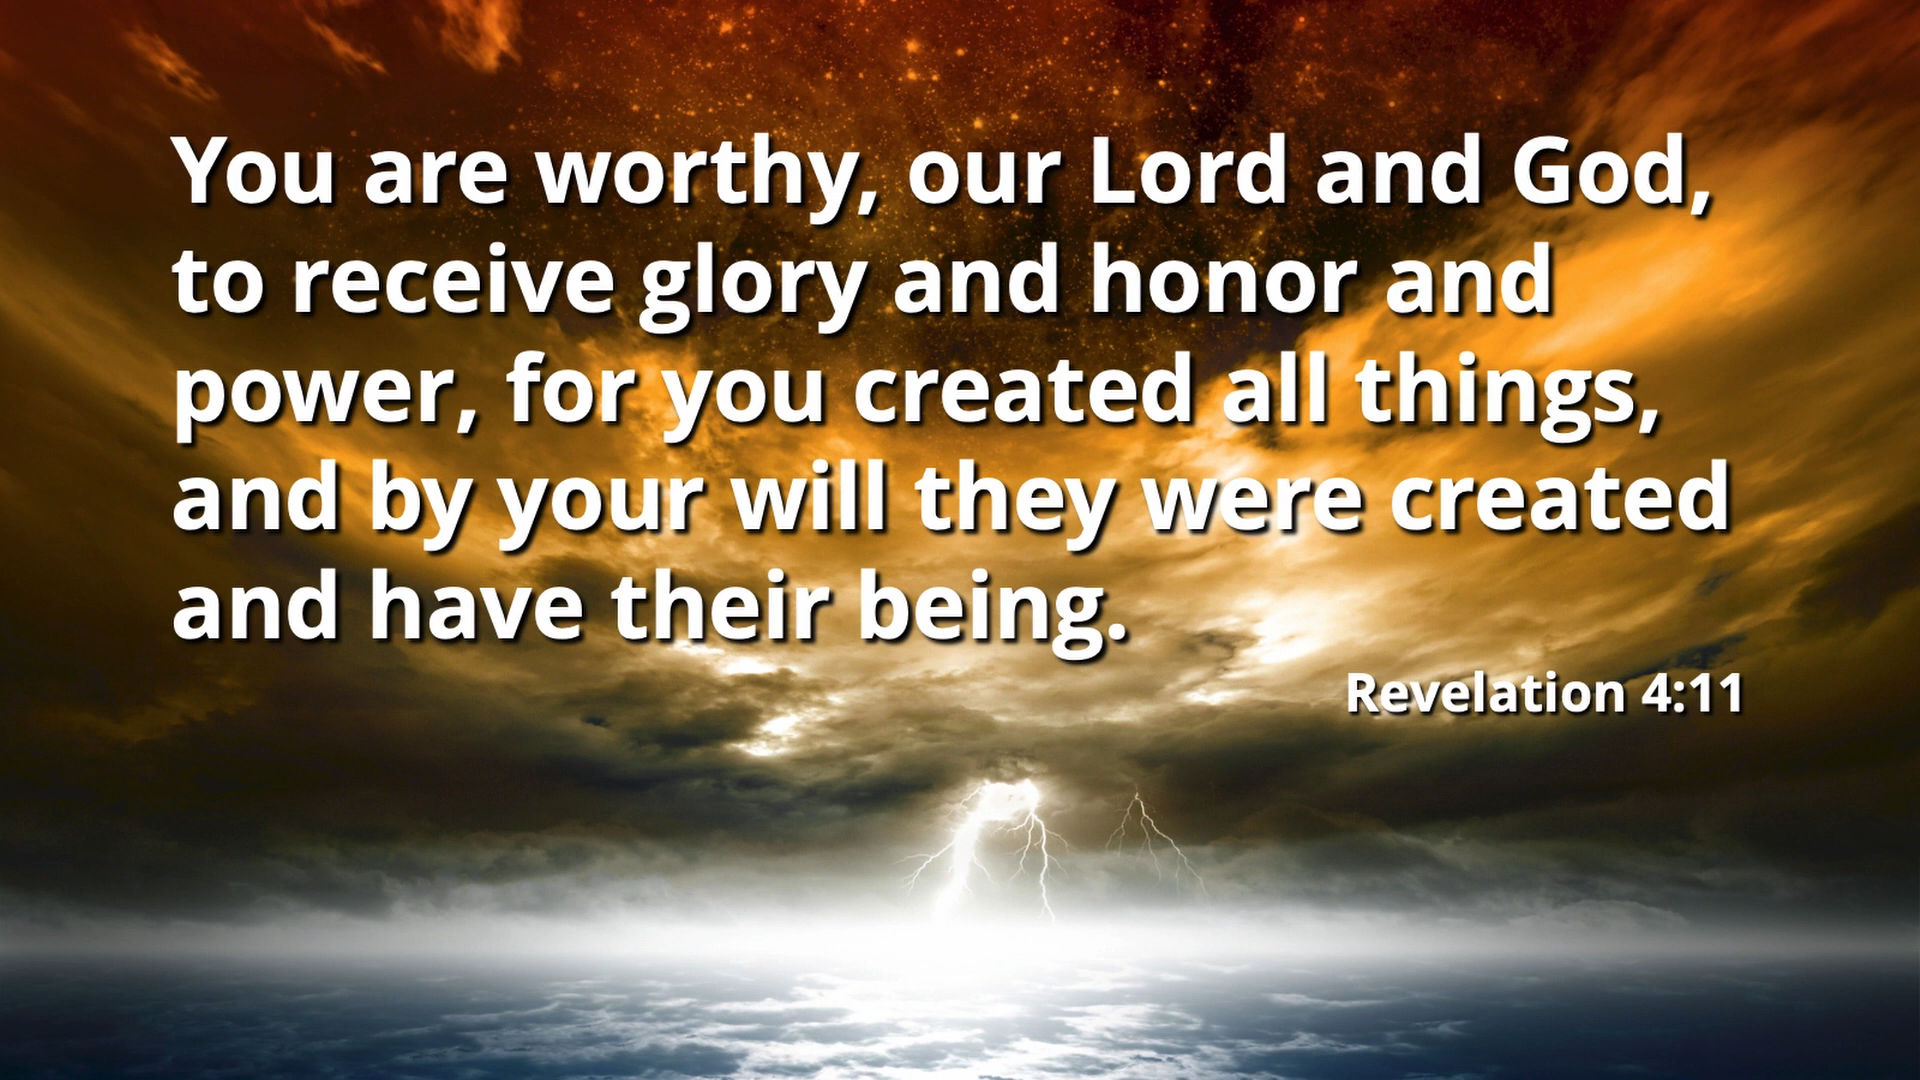 You are worthy, our Lord and God,
to receive glory and honor and
power, for you created all things,
and by your will they were created
and have their being.
Revelation 4:11